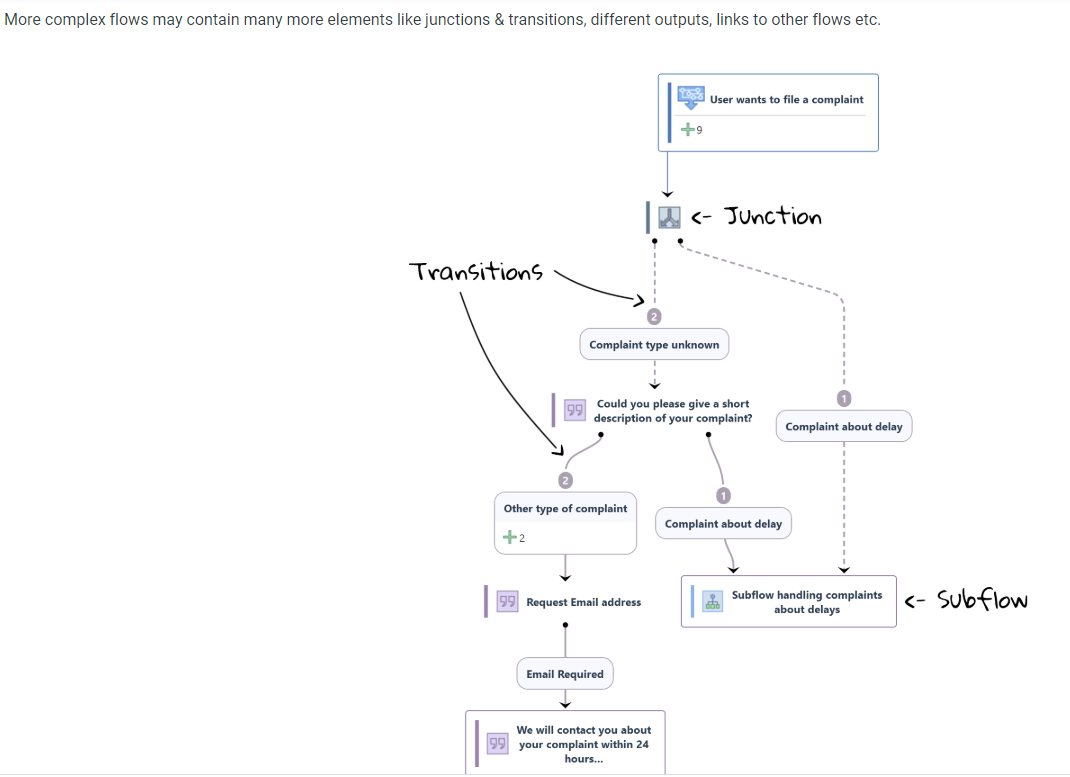 More complex flows may contain many more elements like junctions & transitions, different outputs, links to other flows etc.
User wants to file a complaint
9
<- Junction
Transitions
2
Complaint type unknown
Could you please give a short
description of your complaint?
1
Complaint about delay
2
Other type of complaint
2
1
Complaint about delay
Request Email address
Subflow handling complaints
about delays
<- Subflow
Email Required
We will contact you about
your complaint within 24
hours...